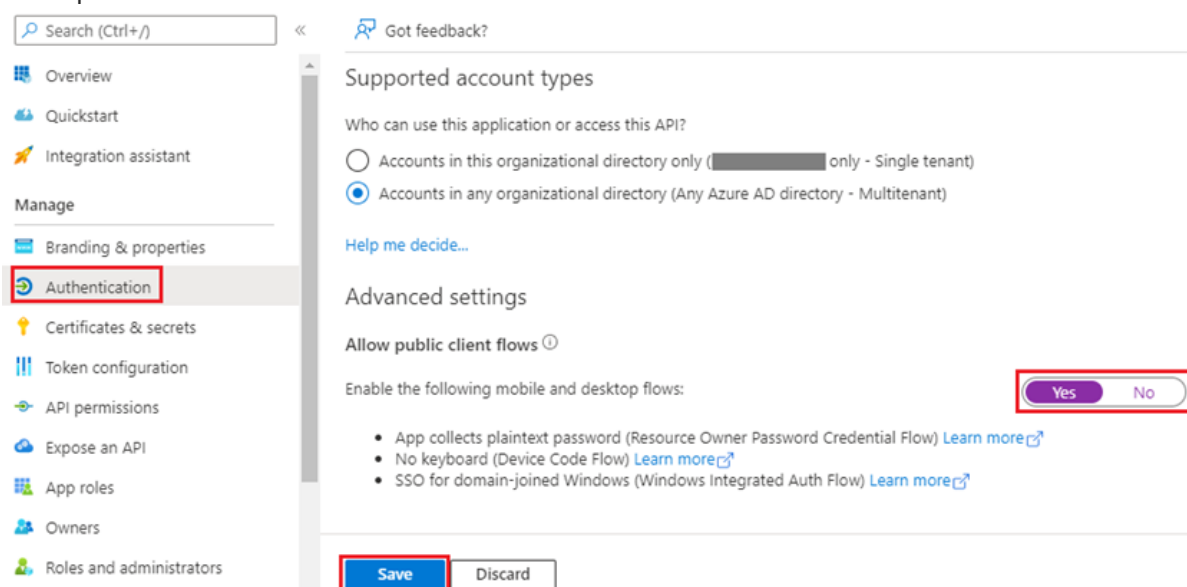 Search (Ctrl+/)
«
Got feedback?
Overview
Quickstart
Integration assistant
Manage
Branding & properties
Authentication
Certificates & secrets
Token configuration
API permissions
Expose an API
App roles
Owners
Roles and administrators
Supported account types
Who can use this application or access this API?
Accounts in this organizational directory only ( only - Single tenant)
Accounts in any organizational directory (Any Azure AD directory - Multitenant)
Help me decide...
Advanced settings
Allow public client flows
Enable the following mobile and desktop flows:
Yes No
• App collects plaintext password (Resource Owner Password Credential Flow) Learn more
• No keyboard (Device Code Flow) Learn more
• SSO for domain-joined Windows (Windows Integrated Auth Flow) Learn more
Save Discard